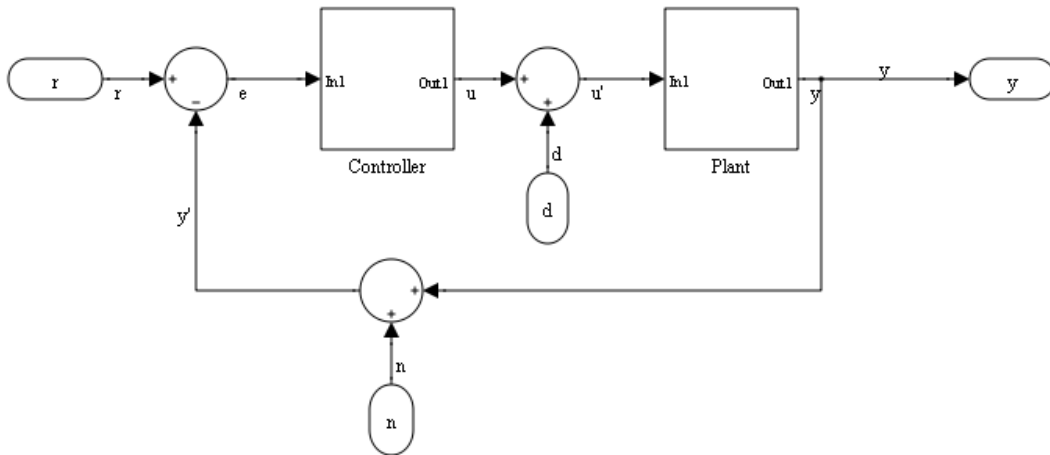 r
r
+
−
e
In1
Out1
Controller
u
+
+
u'
d
d
In1
Out1
Plant
y
y
y
y'
+
+
n
n